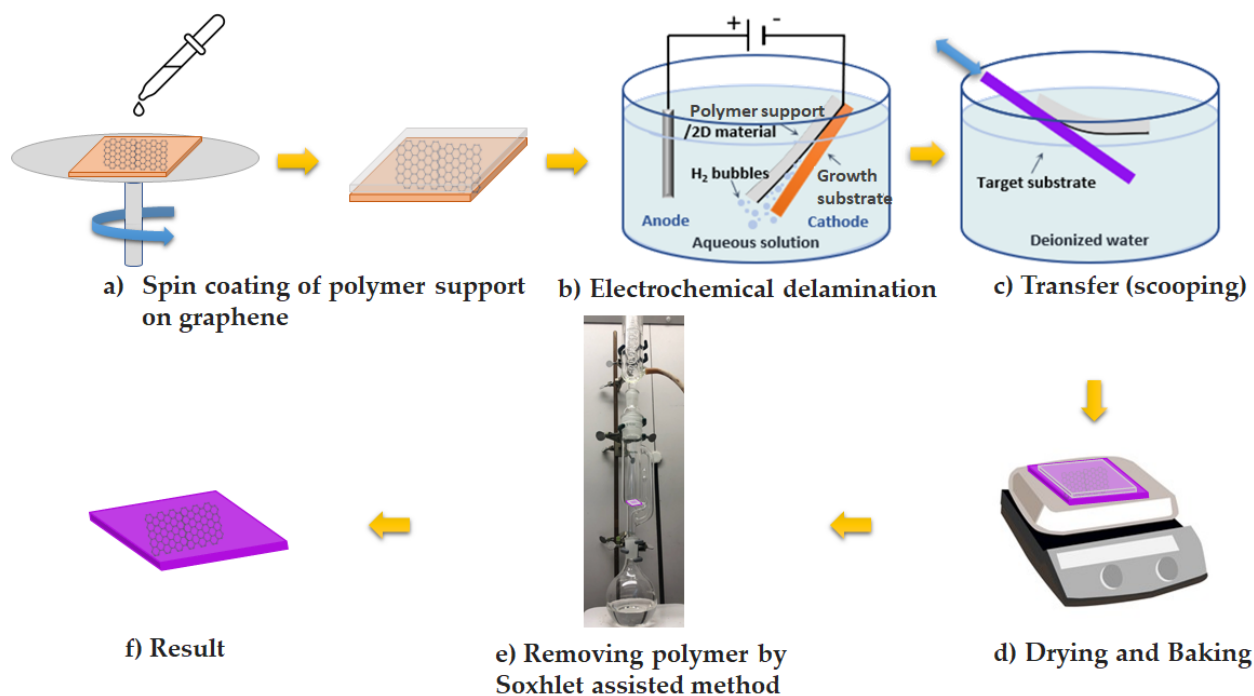 + -
Polymer support
/2D material
H₂ bubbles
Growth
substrate
Anode
Cathode
Aqueous solution
Target substrate
Deionized water
a) Spin coating of polymer support
on graphene
b) Electrochemical delamination
c) Transfer (scooping)
f) Result
e) Removing polymer by
Soxhlet assisted method
d) Drying and Baking